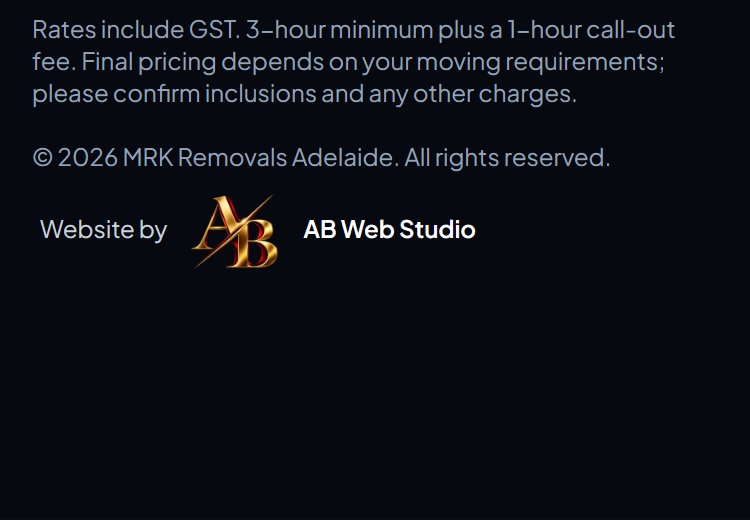 Rates include GST. 3–hour minimum plus a 1–hour call-out
fee. Final pricing depends on your moving requirements;
please confirm inclusions and any other charges.
© 2026 MRK Removals Adelaide. All rights reserved.
Website by AB AB Web Studio